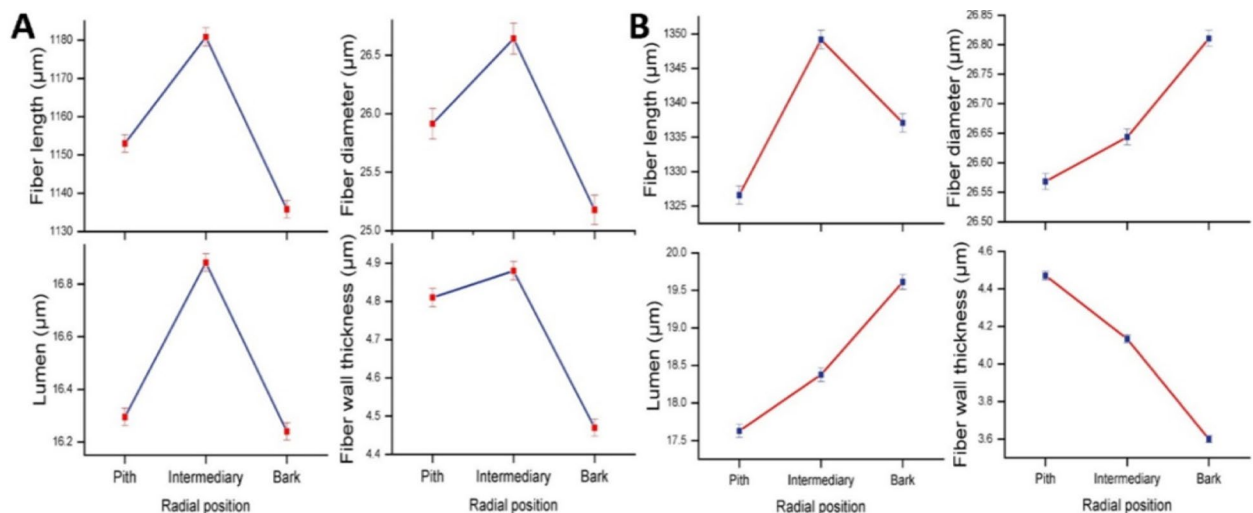 A
Fiber length (µm)
1180
1170
1160
1150
1140
1130
Fiber diameter (µm)
26.5
26.0
25.5
25.0
Lumen (µm)
16.8
16.6
16.4
16.2
Pith Intermediary Bark
Radial position
Fiber wall thickness (µm)
4.9
4.8
4.7
4.6
4.5
4.4
Pith Intermediary Bark
Radial position
B
Fiber length (µm)
1350
1345
1340
1335
1330
1325
Fiber diameter (µm)
26.85
26.80
26.75
26.70
26.65
26.60
26.55
26.50
Lumen (µm)
20.0
19.5
19.0
18.5
18.0
17.5
Pith Intermediary Bark
Radial position
Fiber wall thickness (µm)
4.6
4.4
4.2
4.0
3.8
3.6
Pith Intermediary Bark
Radial position